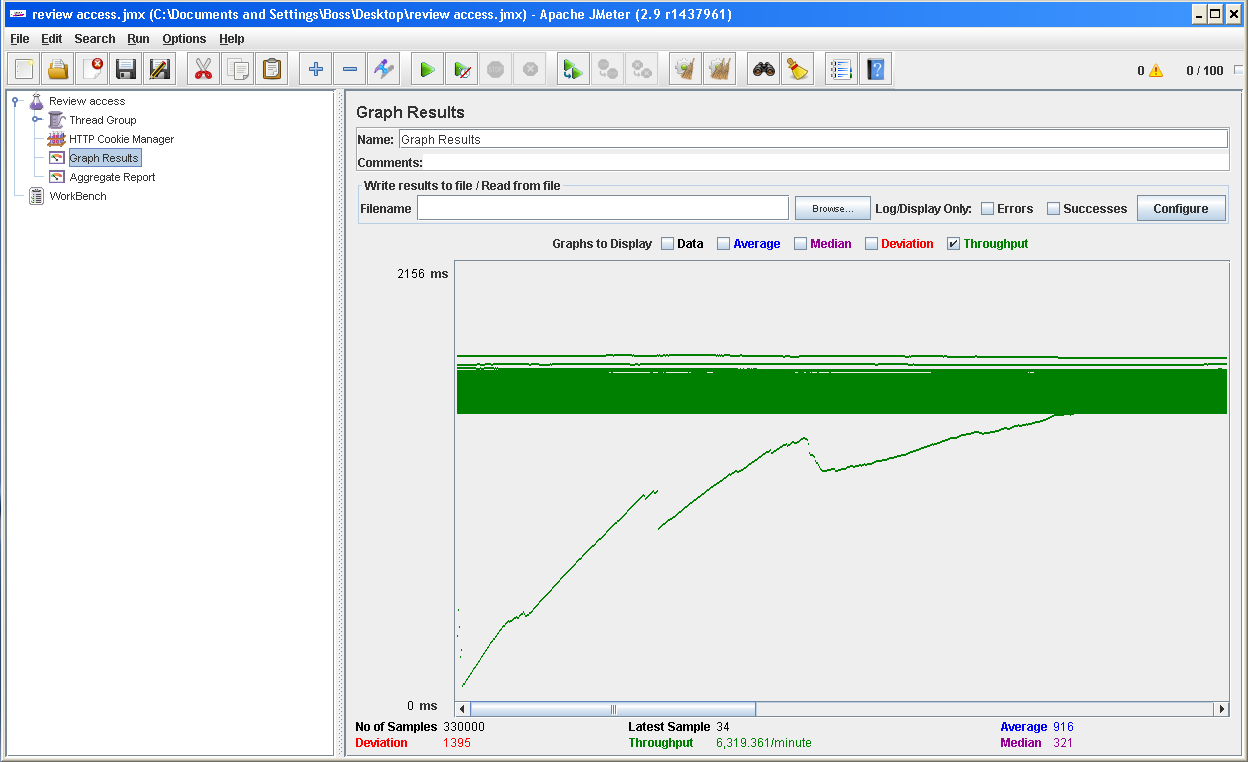 review access.jmx (C:\Documents and Settings\Boss\Desktop\review access.jmx) - Apache JMeter (2.9 r1437961)
File Edit Search Run Options Help
0 0 / 100
Review access
Thread Group
HTTP Cookie Manager
Graph Results
Aggregate Report
WorkBench
Graph Results
Name: Graph Results
Comments:
Write results to file / Read from file
Filename Browse... Log/Display Only: Errors Successes Configure
Graphs to Display Data Average Median Deviation Throughput
2156 ms
0 ms
No of Samples 330000 Latest Sample 34 Average 916
Deviation 1395 Throughput 6,319.361/minute Median 321